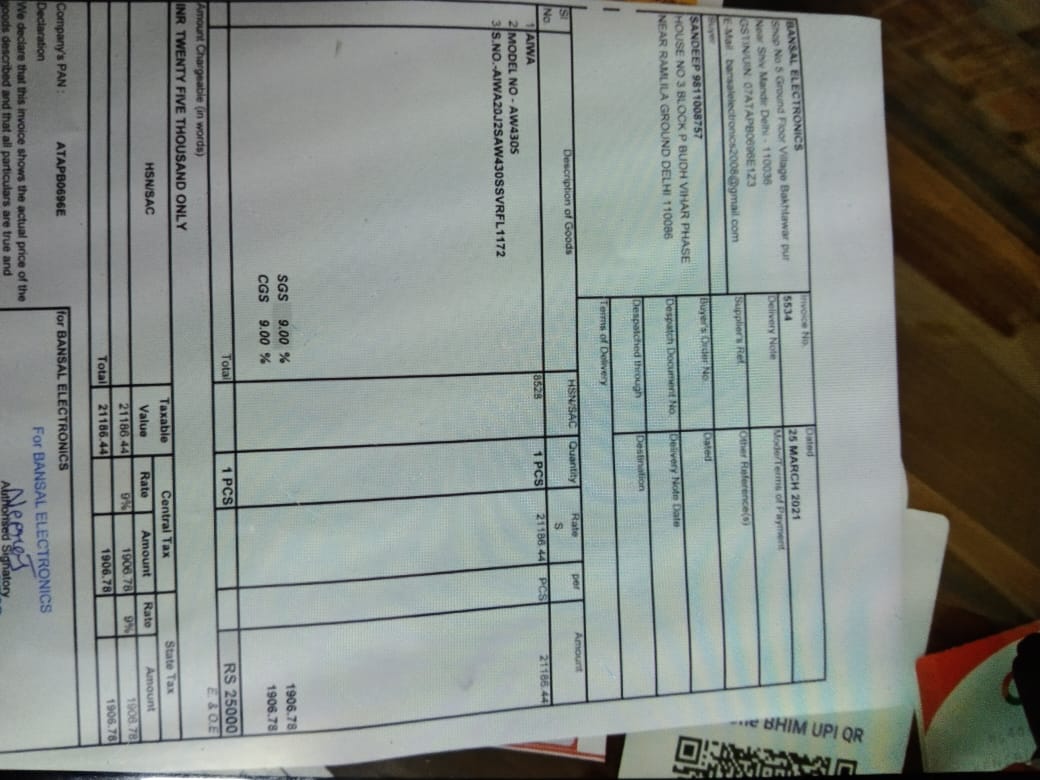 BANSAL ELECTRONICS
Shop No 5 Ground Floor Village Bakhtawar pur
Near Shiv Mandir Delhi - 110036
GSTIN/UIN: 07ATAPB0696E1Z3
E-Mail bansalelectronics2008@gmail.com
Buyer
SANDEEP 9811008757
HOUSE NO 3 BLOCK P BUDH VIHAR PHASE
NEAR RAMLILA GROUND DELHI 110086
Invoice No. Dated
5534 25 MARCH 2021
Delivery Note Mode/Terms of Payment
Supplier's Ref. Other Reference(s)
Buyer's Order No. Dated
Despatch Document No. Delivery Note Date
Despatched through Destination
Terms of Delivery
Sl No. Description of Goods HSN/SAC Quantity Rate per Amount
S
1 AIWA 8528 1 PCS 21186.44 PCS 21186.44
2 MODEL NO - AW430S
3 S.NO.-AIWA20J2SAW430SSVRFL1172
SGS 9.00 % 1906.78
CGS 9.00 % 1906.78
Total 1 PCS RS 25000
Amount Chargeable (in words) E. & O.E
INR TWENTY FIVE THOUSAND ONLY
HSN/SAC Taxable Value Central Tax State Tax
Rate Amount Rate Amount
21186.44 9% 1906.78 9% 1906.78
Total 21186.44 1906.78 1906.78
Company's PAN : ATAPB0696E
Declaration
We declare that this invoice shows the actual price of the
goods described and that all particulars are true and
for BANSAL ELECTRONICS
For BANSAL ELECTRONICS
Authorised Signatory
BHIM UPI QR